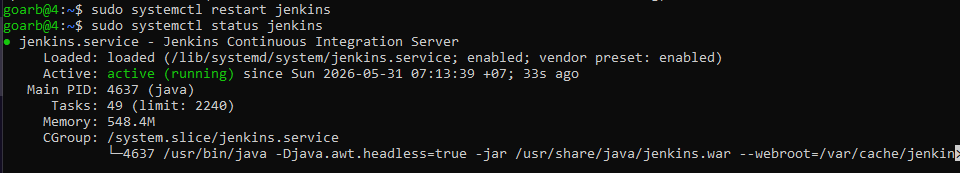 goarb@4:~$ sudo systemctl restart jenkins
goarb@4:~$ sudo systemctl status jenkins
● jenkins.service - Jenkins Continuous Integration Server
Loaded: loaded (/lib/systemd/system/jenkins.service; enabled; vendor preset: enabled)
Active: active (running) since Sun 2026-05-31 07:13:39 +07; 33s ago
Main PID: 4637 (java)
Tasks: 49 (limit: 2240)
Memory: 548.4M
CGroup: /system.slice/jenkins.service
└─4637 /usr/bin/java -Djava.awt.headless=true -jar /usr/share/java/jenkins.war --webroot=/var/cache/jenkin>